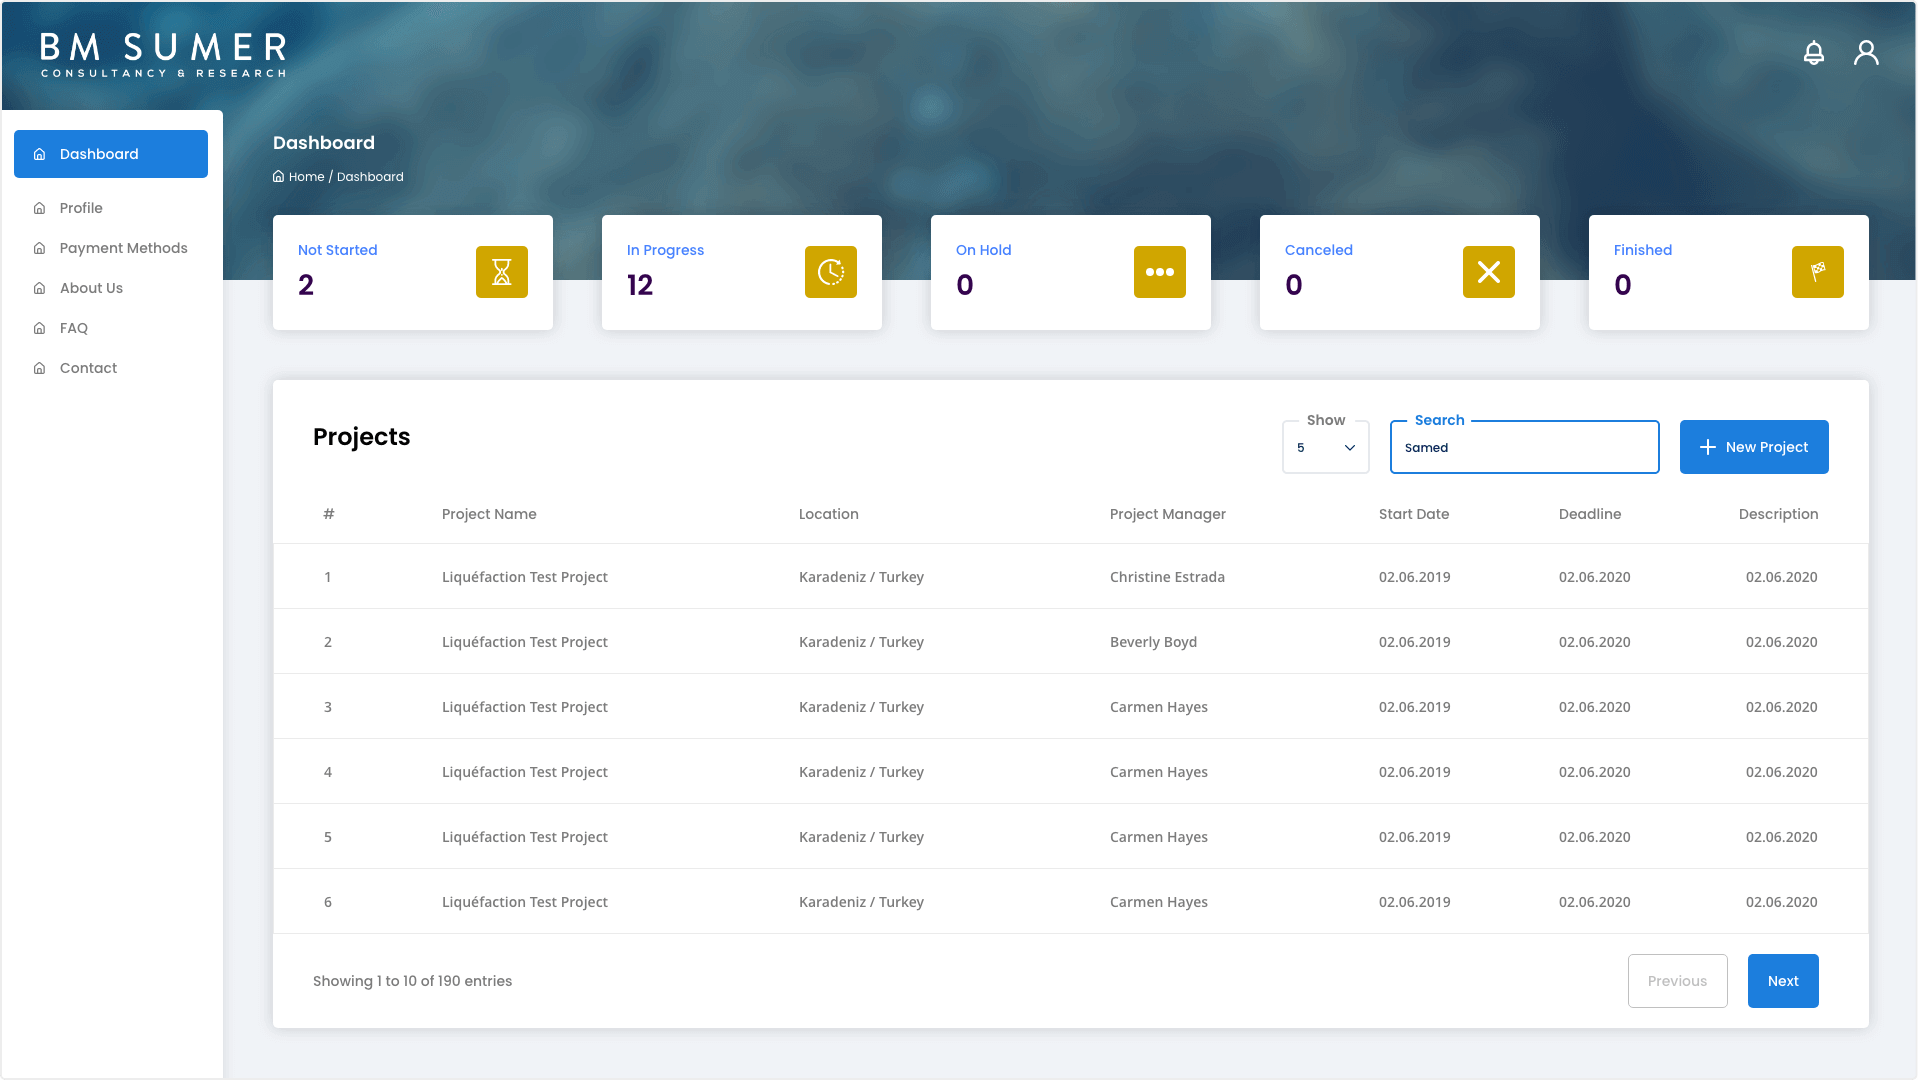 BM SUMER
CONSULTANCY & RESEARCH
Dashboard
Profile
Payment Methods
About Us
FAQ
Contact
Dashboard
Home / Dashboard
Not Started
2
In Progress
12
On Hold
0
Canceled
0
Finished
0
Projects
Show
5
Search
Samed
New Project
# Project Name Location Project Manager Start Date Deadline Description
1 Liquéfaction Test Project Karadeniz / Turkey Christine Estrada 02.06.2019 02.06.2020 02.06.2020
2 Liquéfaction Test Project Karadeniz / Turkey Beverly Boyd 02.06.2019 02.06.2020 02.06.2020
3 Liquéfaction Test Project Karadeniz / Turkey Carmen Hayes 02.06.2019 02.06.2020 02.06.2020
4 Liquéfaction Test Project Karadeniz / Turkey Carmen Hayes 02.06.2019 02.06.2020 02.06.2020
5 Liquéfaction Test Project Karadeniz / Turkey Carmen Hayes 02.06.2019 02.06.2020 02.06.2020
6 Liquéfaction Test Project Karadeniz / Turkey Carmen Hayes 02.06.2019 02.06.2020 02.06.2020
Showing 1 to 10 of 190 entries
Previous
Next